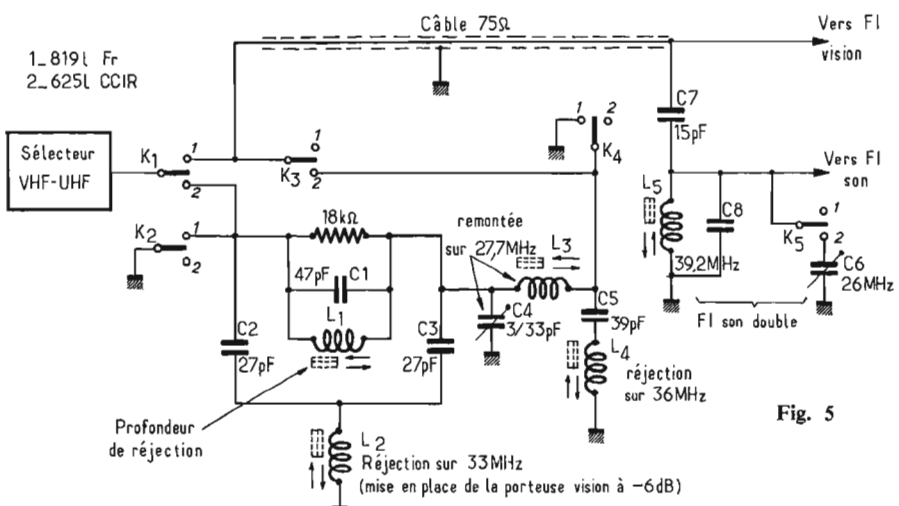 Câble 75Ω
Vers FI
vision
1_819l Fr
2_625l CCIR
C7
15pF
Sélecteur
VHF-UHF
K1
1
2
K3
1
2
1
2
K4
Vers FI
son
K2
1
2
18kΩ
47pF
C1
L1
remontée
sur 27,7MHz
L3
L5
C8
K5
1
2
39,2MHz
C6
26MHz
FI son double
C2
27pF
C3
27pF
C4
3/33pF
C5
39pF
L4
réjection
sur 36MHz
Profondeur
de réjection
L2
Réjection sur 33MHz
(mise en place de la porteuse vision à -6dB)
Fig. 5